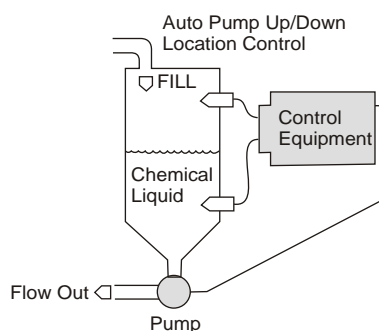 Auto Pump Up/Down
Location Control
FILL
Control
Equipment
Chemical
Liquid
Flow Out
Pump